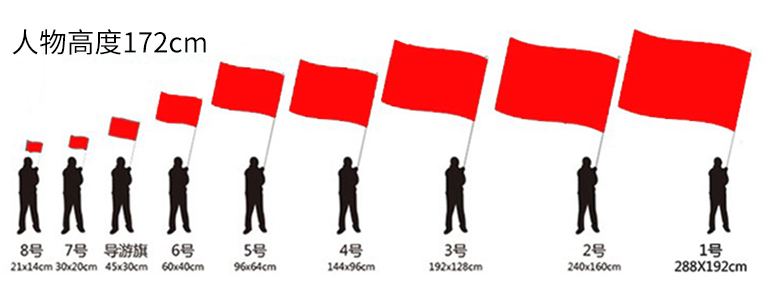 人物高度172cm
8号 7号 导游旗 6号 5号 4号 3号 2号 1号
21x14cm 30x20cm 45x30cm 60x40cm 96x64cm 144x96cm 192x128cm 240x160cm 288X192cm